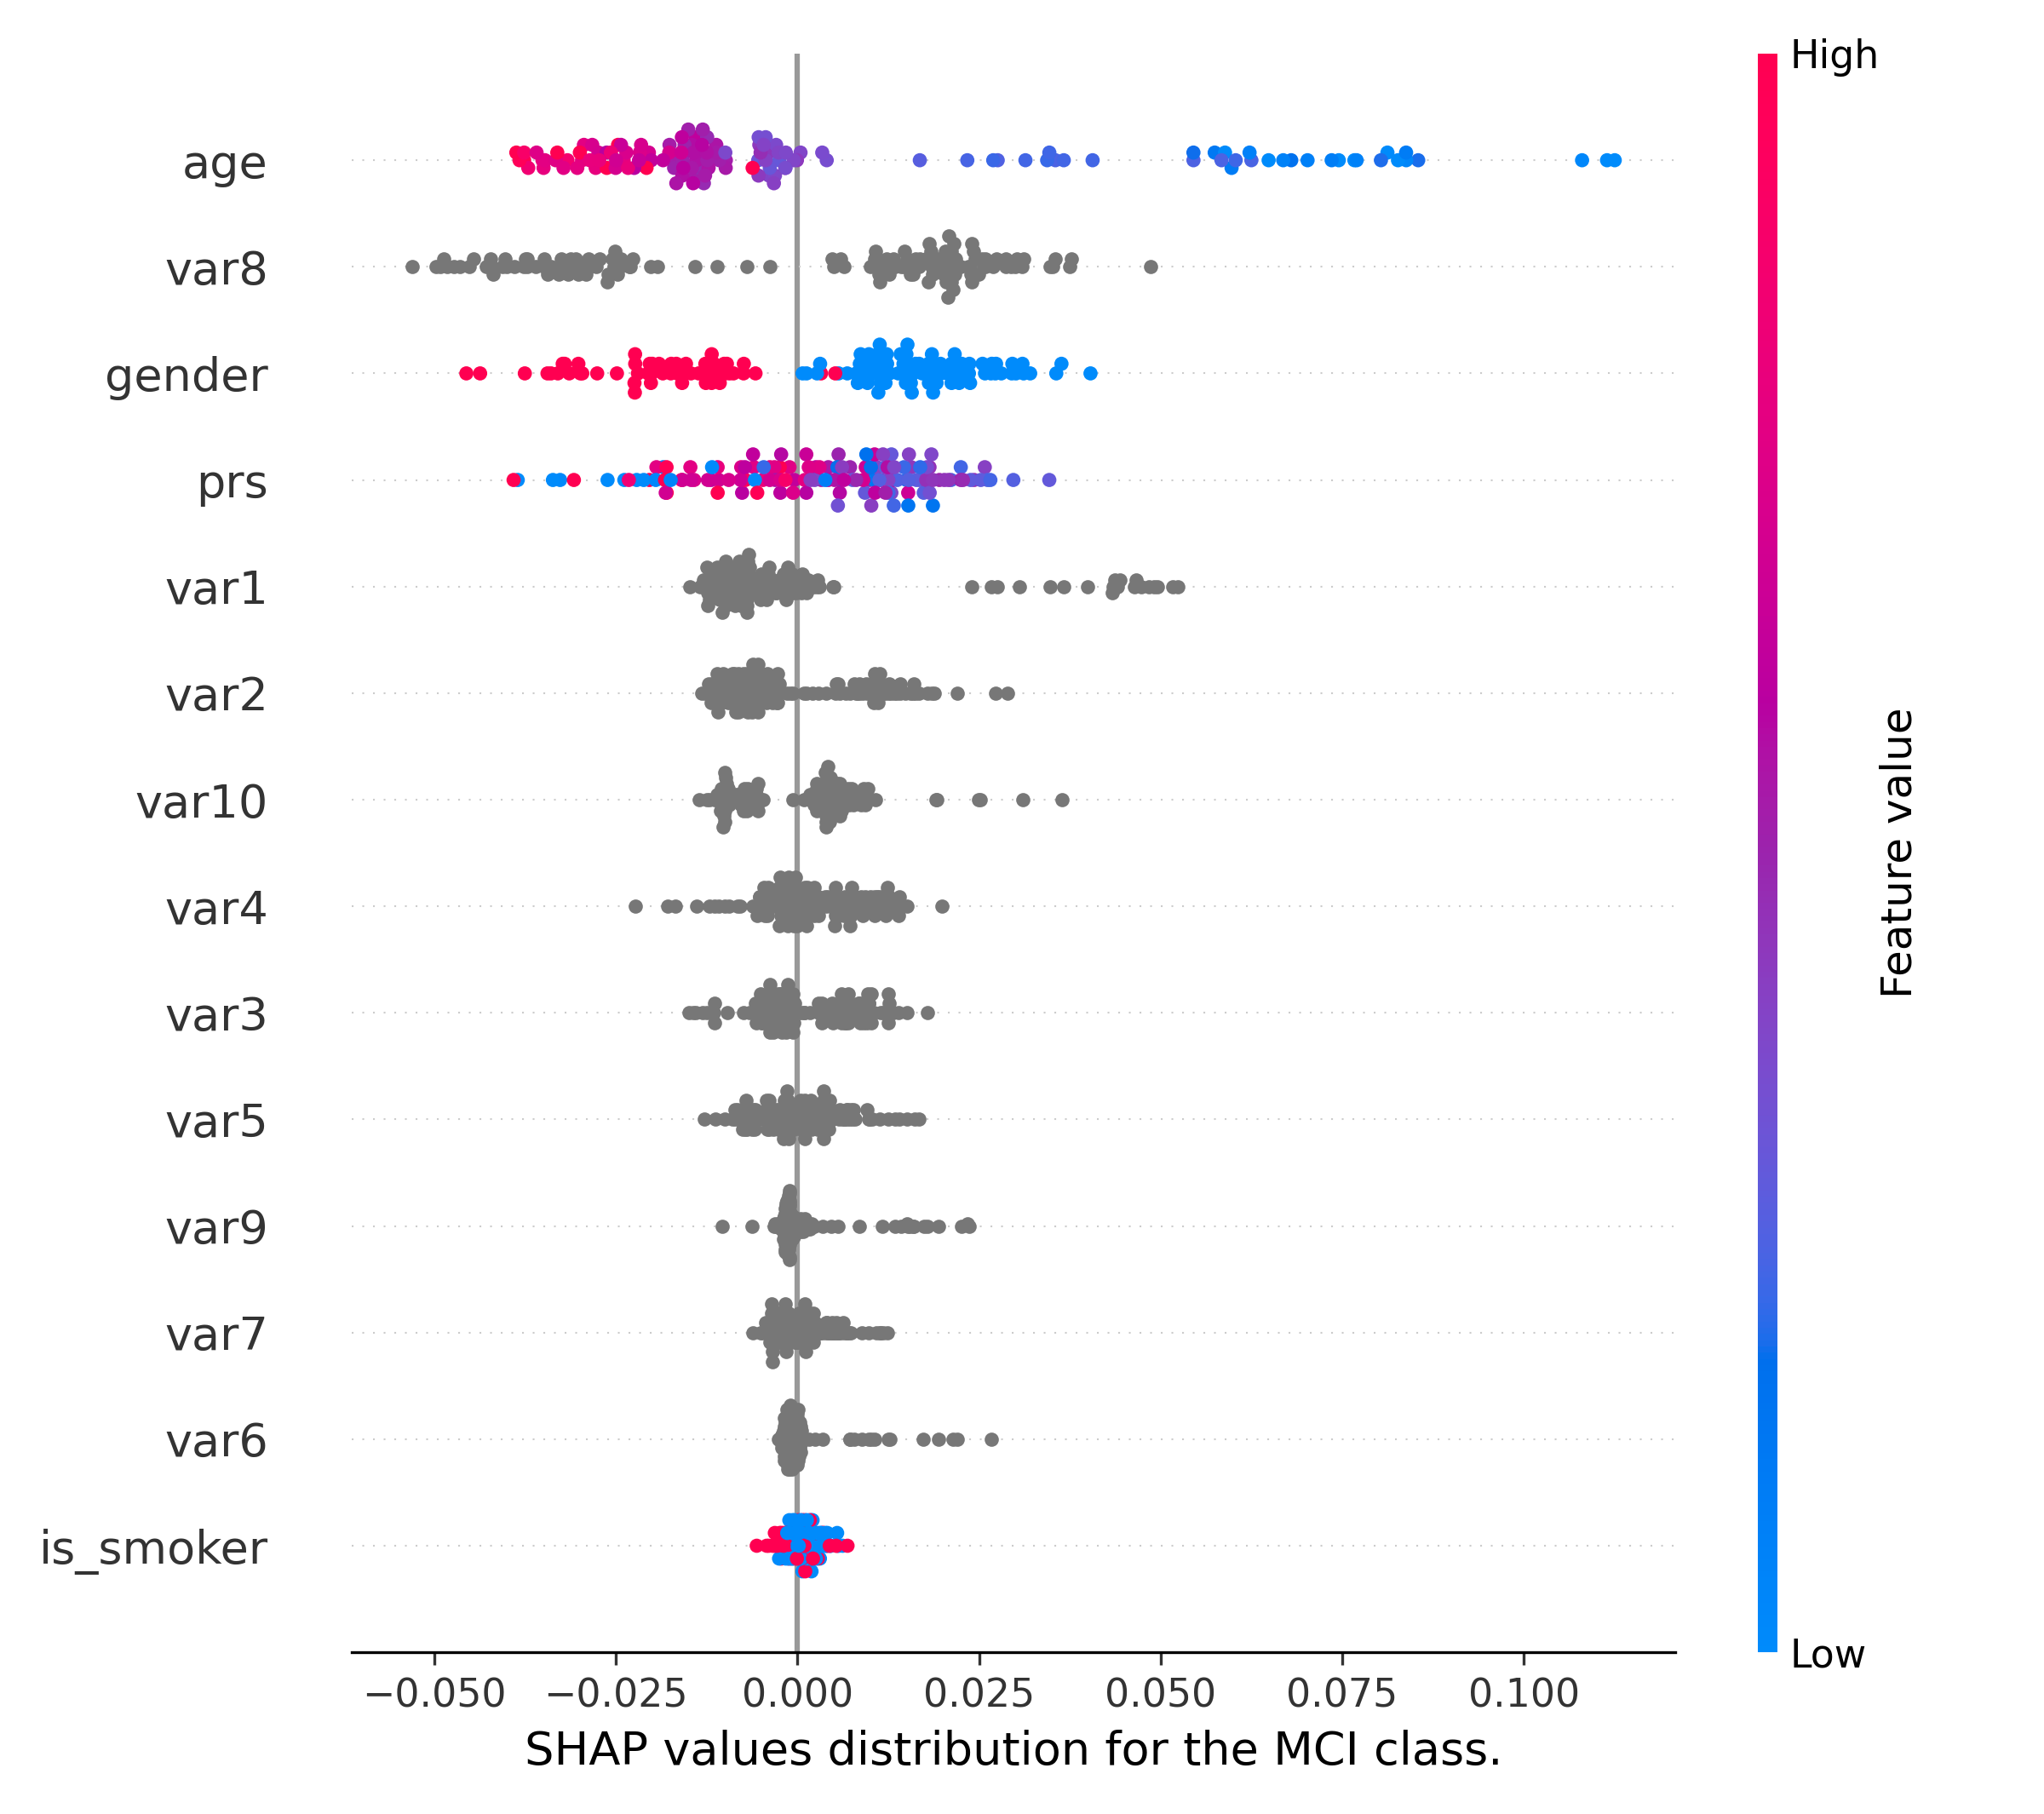 High
age
var8
gender
prs
var1
var2
var10
var4
var3
var5
var9
var7
var6
is_smoker
Feature value
Low
−0.050 −0.025 0.000 0.025 0.050 0.075 0.100
SHAP values distribution for the MCI class.